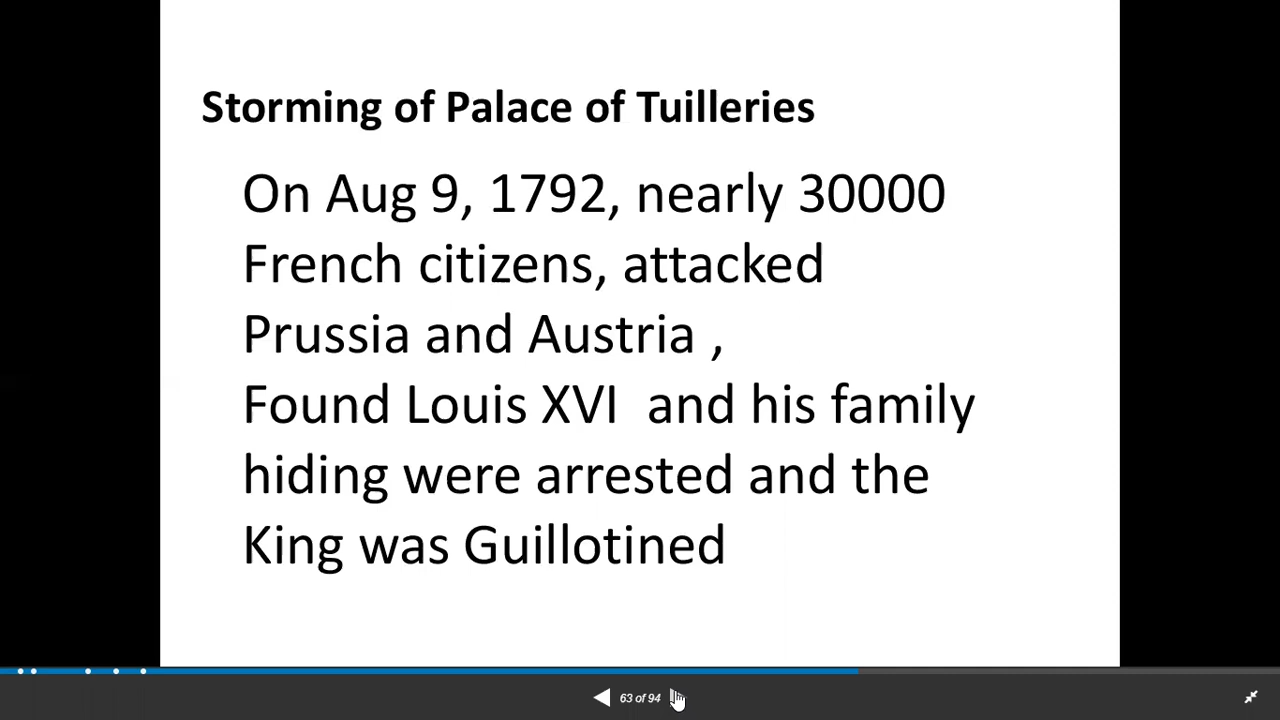 Storming of Palace of Tuilleries
On Aug 9, 1792, nearly 30000
French citizens, attacked
Prussia and Austria ,
Found Louis XVI and his family
hiding were arrested and the
King was Guillotined
63 of 94